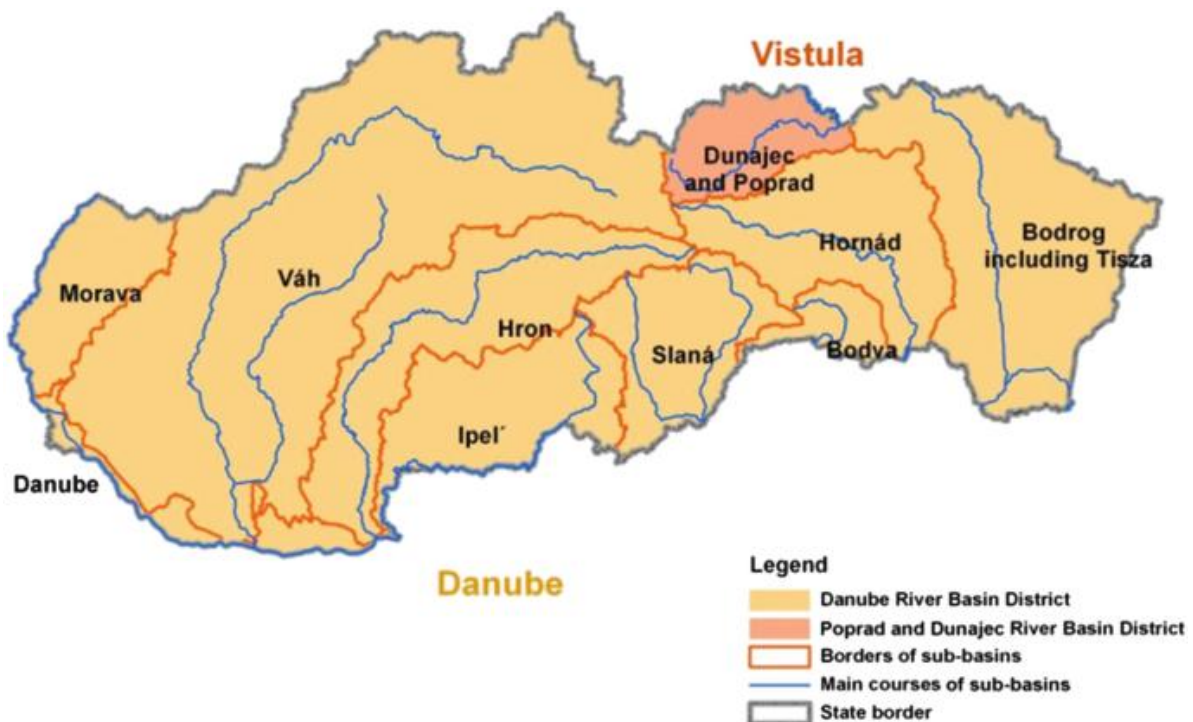 Vistula
Dunajec
and Poprad
Hornád
Bodrog
including Tisza
Morava
Váh
Hron
Slaná
Bodva
Ipel´
Danube
Danube
Legend
Danube River Basin District
Poprad and Dunajec River Basin District
Borders of sub-basins
Main courses of sub-basins
State border